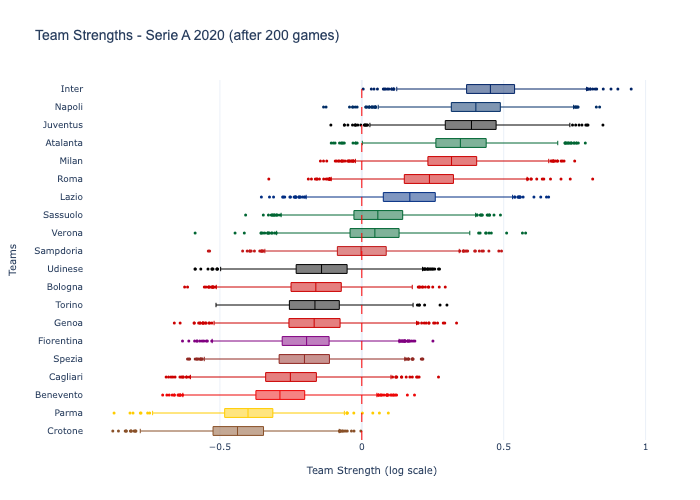 Team Strengths - Serie A 2020 (after 200 games)
Inter
Napoli
Juventus
Atalanta
Milan
Roma
Lazio
Sassuolo
Verona
Sampdoria
Udinese
Bologna
Torino
Genoa
Fiorentina
Spezia
Cagliari
Benevento
Parma
Crotone
Teams
−0.5 0 0.5 1
Team Strength (log scale)